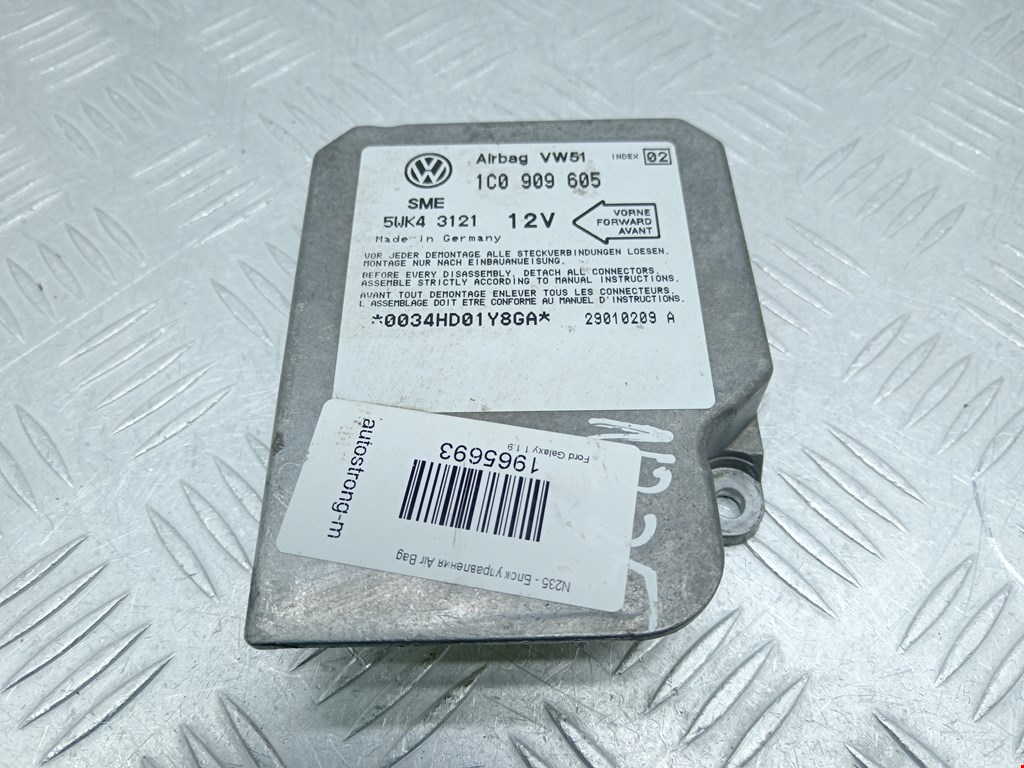 Airbag VW51 INDEX 02
1C0 909 605
SME
5WK4 3121 12V
VORNE
FORWARD
AVANT
Made in Germany
VOR JEDER DEMONTAGE ALLE STECKVERBINDUNGEN LOESEN.
MONTAGE NUR NACH EINBAUANWEISUNG.
BEFORE EVERY DISASSEMBLY, DETACH ALL CONNECTORS.
ASSEMBLE STRICTLY ACCORDING TO MANUAL INSTRUCTIONS.
AVANT TOUT DEMONTAGE ENLEVER TOUS LES CONNECTEURS.
L ASSEMBLAGE DOIT ETRE CONFORME AU MANUEL D'INSTRUCTIONS.
*0034HD01Y8GA* 29010209 A
N235
autostrong-m
Ford Galaxy 1 1.9
1965693
N235 - Блок управления Air Bag